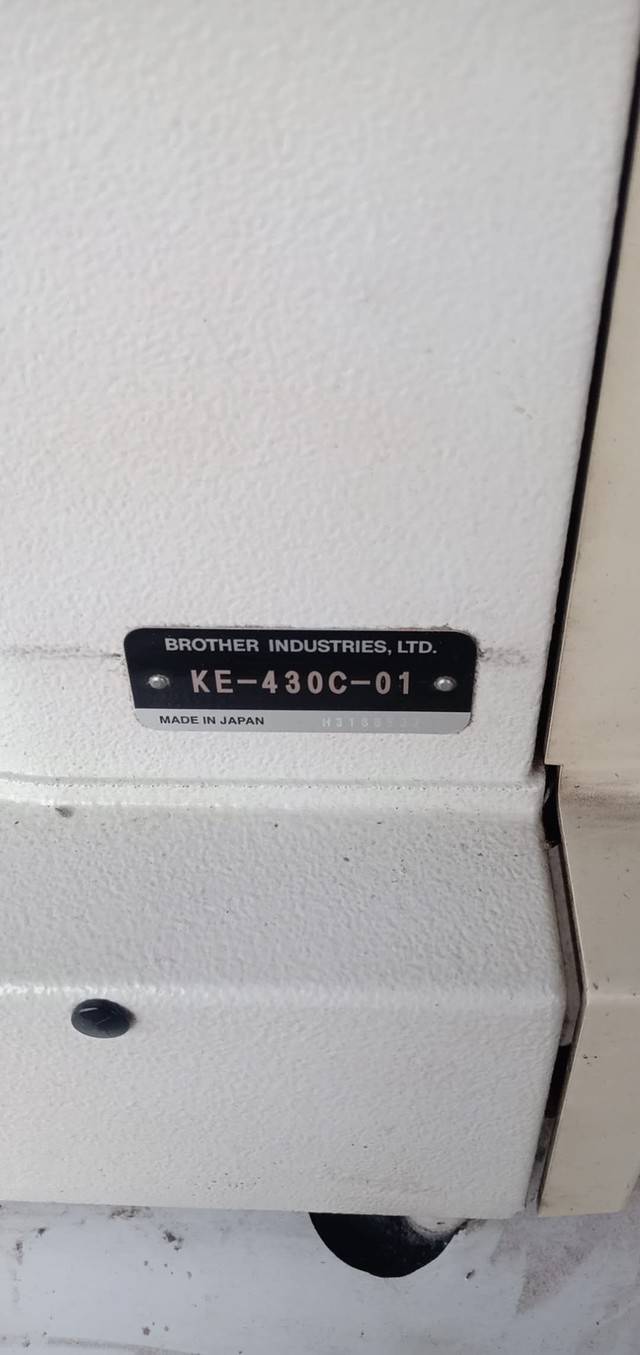 BROTHER INDUSTRIES, LTD.
KE-430C-01
MADE IN JAPAN